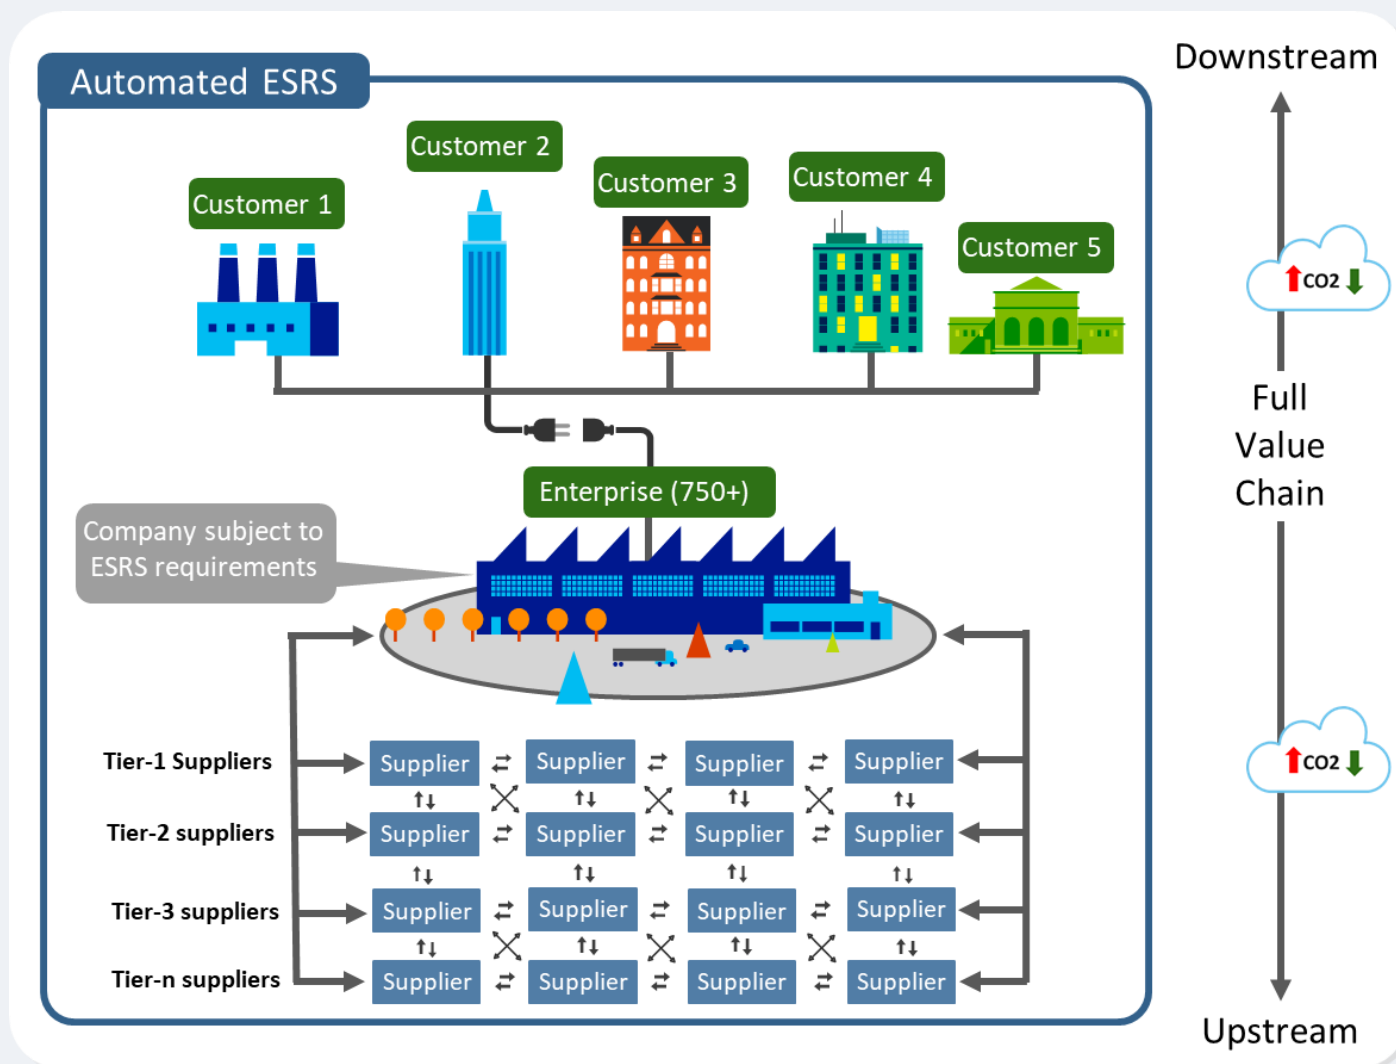 Automated ESRS
Downstream
Customer 1
Customer 2
Customer 3
Customer 4
Customer 5
CO2
Full
Value
Chain
Enterprise (750+)
Company subject to
ESRS requirements
Tier-1 Suppliers
Supplier
Supplier
Supplier
Supplier
CO2
Tier-2 suppliers
Supplier
Supplier
Supplier
Supplier
Tier-3 suppliers
Supplier
Supplier
Supplier
Supplier
Tier-n suppliers
Supplier
Supplier
Supplier
Supplier
Upstream